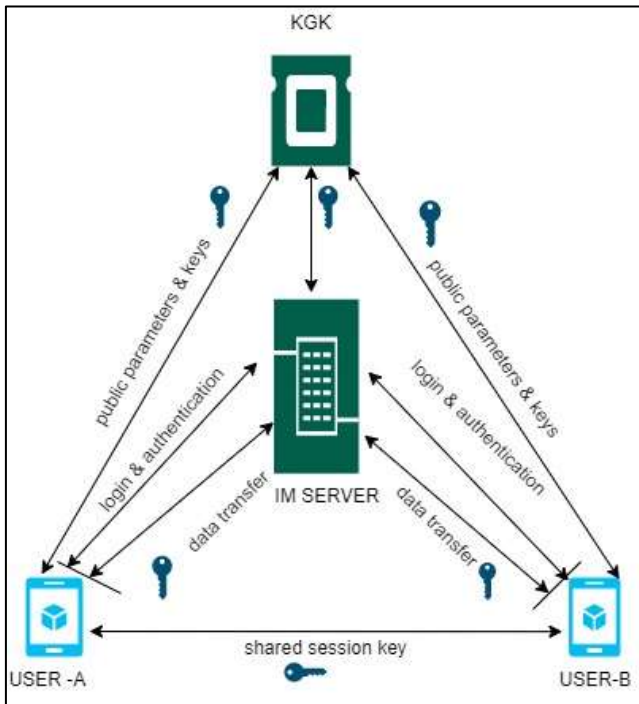 KGK
public parameters & keys
public parameters & keys
login & authentication
login & authentication
data transfer
data transfer
IM SERVER
shared session key
USER -A
USER-B